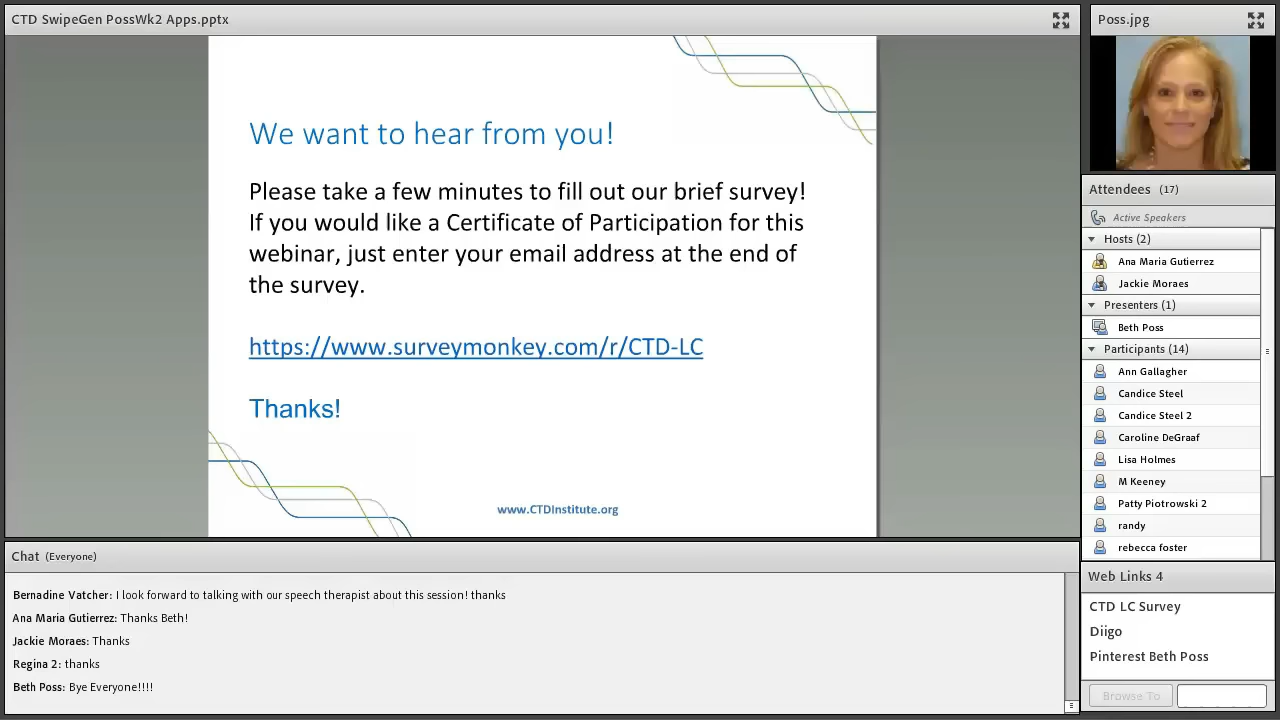 CTD SwipeGen PossWk2 Apps.pptx
We want to hear from you!
Please take a few minutes to fill out our brief survey!
If you would like a Certificate of Participation for this
webinar, just enter your email address at the end of
the survey.
https://www.surveymonkey.com/r/CTD-LC
Thanks!
www.CTDInstitute.org
Chat (Everyone)
Bernadine Vatcher: I look forward to talking with our speech therapist about this session! thanks
Ana Maria Gutierrez: Thanks Beth!
Jackie Moraes: Thanks
Regina 2: thanks
Beth Poss: Bye Everyone!!!!
Poss.jpg
Attendees (17)
Active Speakers
Hosts (2)
Ana Maria Gutierrez
Jackie Moraes
Presenters (1)
Beth Poss
Participants (14)
Ann Gallagher
Candice Steel
Candice Steel 2
Caroline DeGraaf
Lisa Holmes
M Keeney
Patty Piotrowski 2
randy
rebecca foster
Web Links 4
CTD LC Survey
Diigo
Pinterest Beth Poss
Browse To